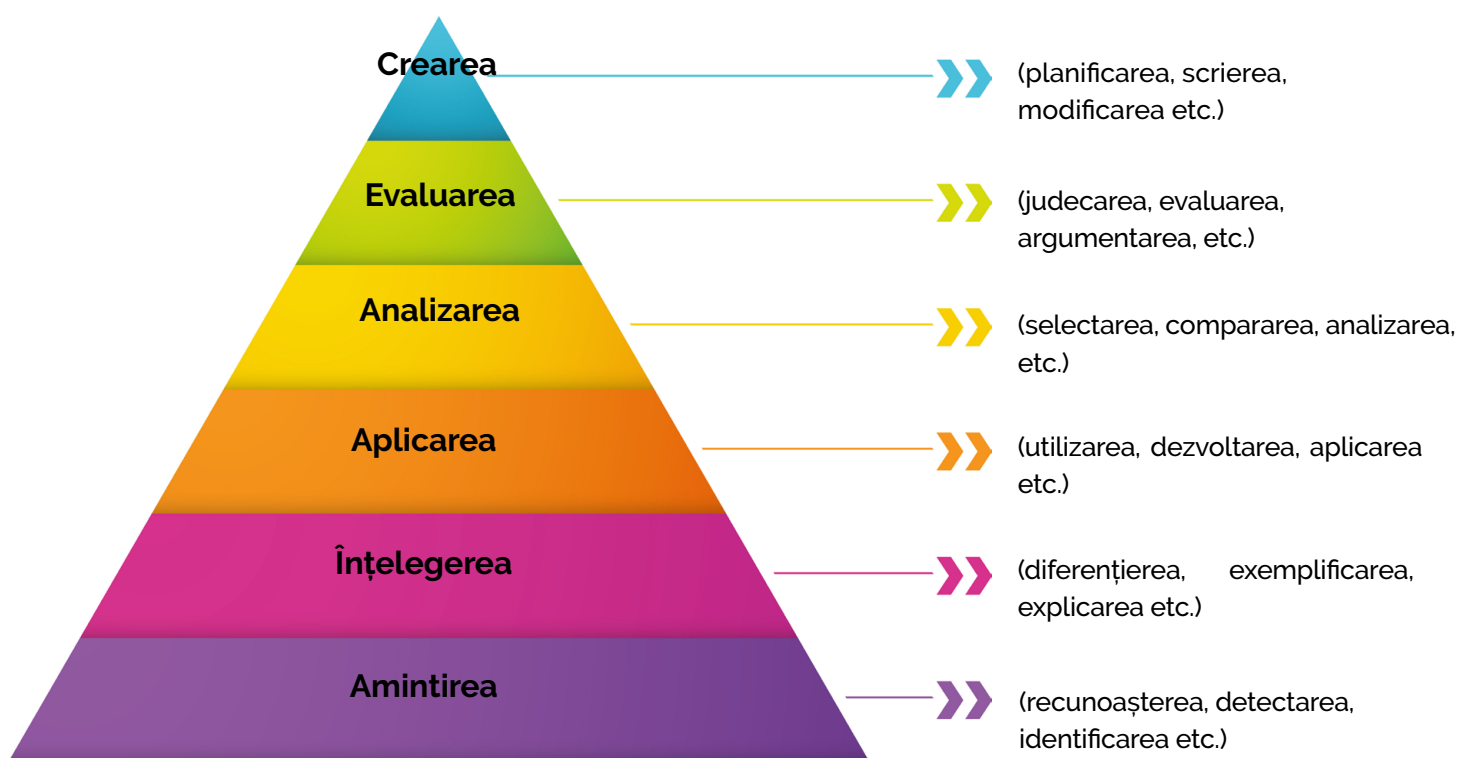 Crearea
(planificarea, scrierea,
modificarea etc.)
Evaluarea
(judecarea, evaluarea,
argumentarea, etc.)
Analizarea
(selectarea, compararea, analizarea,
etc.)
Aplicarea
(utilizarea, dezvoltarea, aplicarea
etc.)
Înțelegerea
(diferențierea, exemplificarea,
explicarea etc.)
Amintirea
(recunoașterea, detectarea,
identificarea etc.)